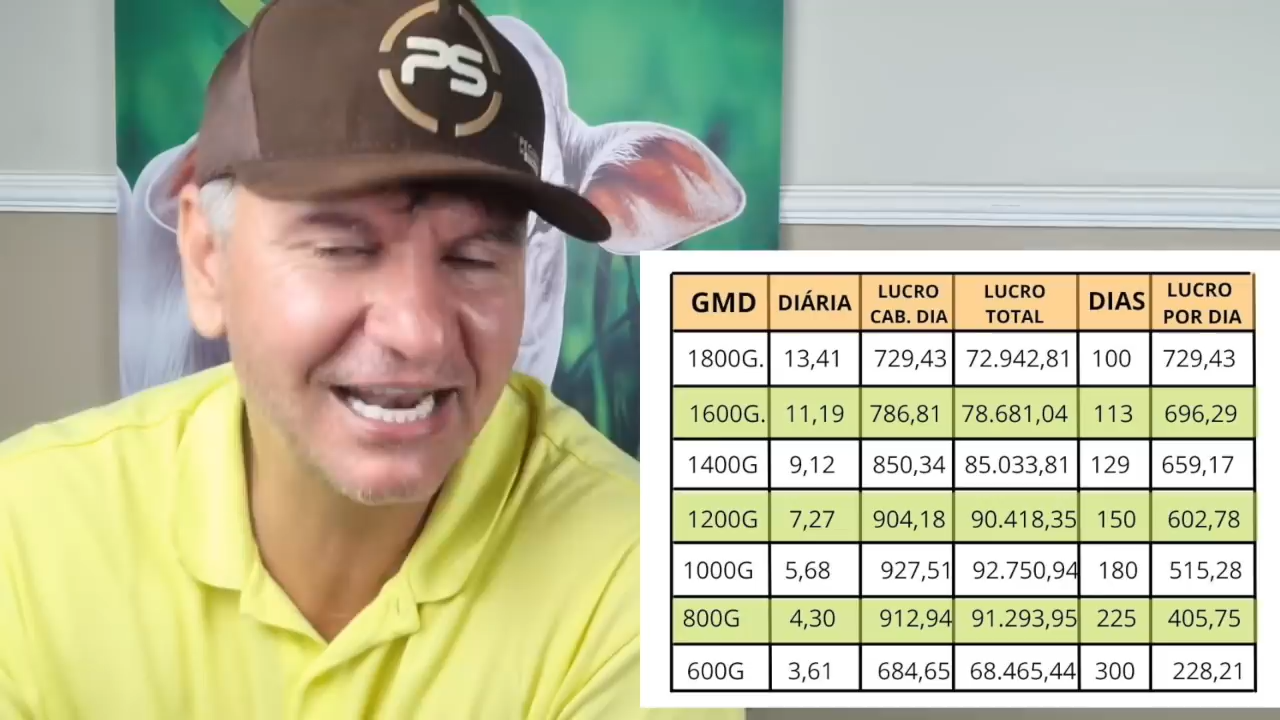 PS
GMD DIÁRIA LUCRO CAB. DIA LUCRO TOTAL DIAS LUCRO POR DIA
1800G. 13,41 729,43 72.942,81 100 729,43
1600G. 11,19 786,81 78.681,04 113 696,29
1400G 9,12 850,34 85.033,81 129 659,17
1200G 7,27 904,18 90.418,35 150 602,78
1000G 5,68 927,51 92.750,94 180 515,28
800G 4,30 912,94 91.293,95 225 405,75
600G 3,61 684,65 68.465,44 300 228,21